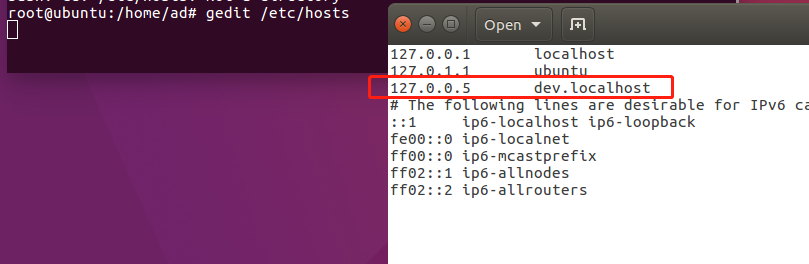 root@ubuntu:/home/ad# gedit /etc/hosts
Open
127.0.0.1 localhost
127.0.1.1 ubuntu
127.0.0.5 dev.localhost
# The following lines are desirable for IPv6 ca
::1 ip6-localhost ip6-loopback
fe00::0 ip6-localnet
ff00::0 ip6-mcastprefix
ff02::1 ip6-allnodes
ff02::2 ip6-allrouters